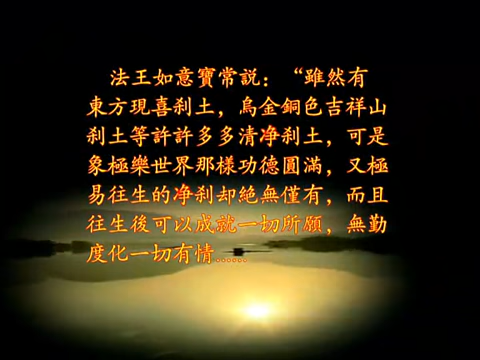 法王如意寶常説：“雖然有
東方現喜刹土，烏金銅色吉祥山
刹土等許許多多清净刹土，可是
象極樂世界那樣功德圓滿，又極
易往生的净刹却絕無僅有，而且
往生後可以成就一切所願，無勤
度化一切有情......